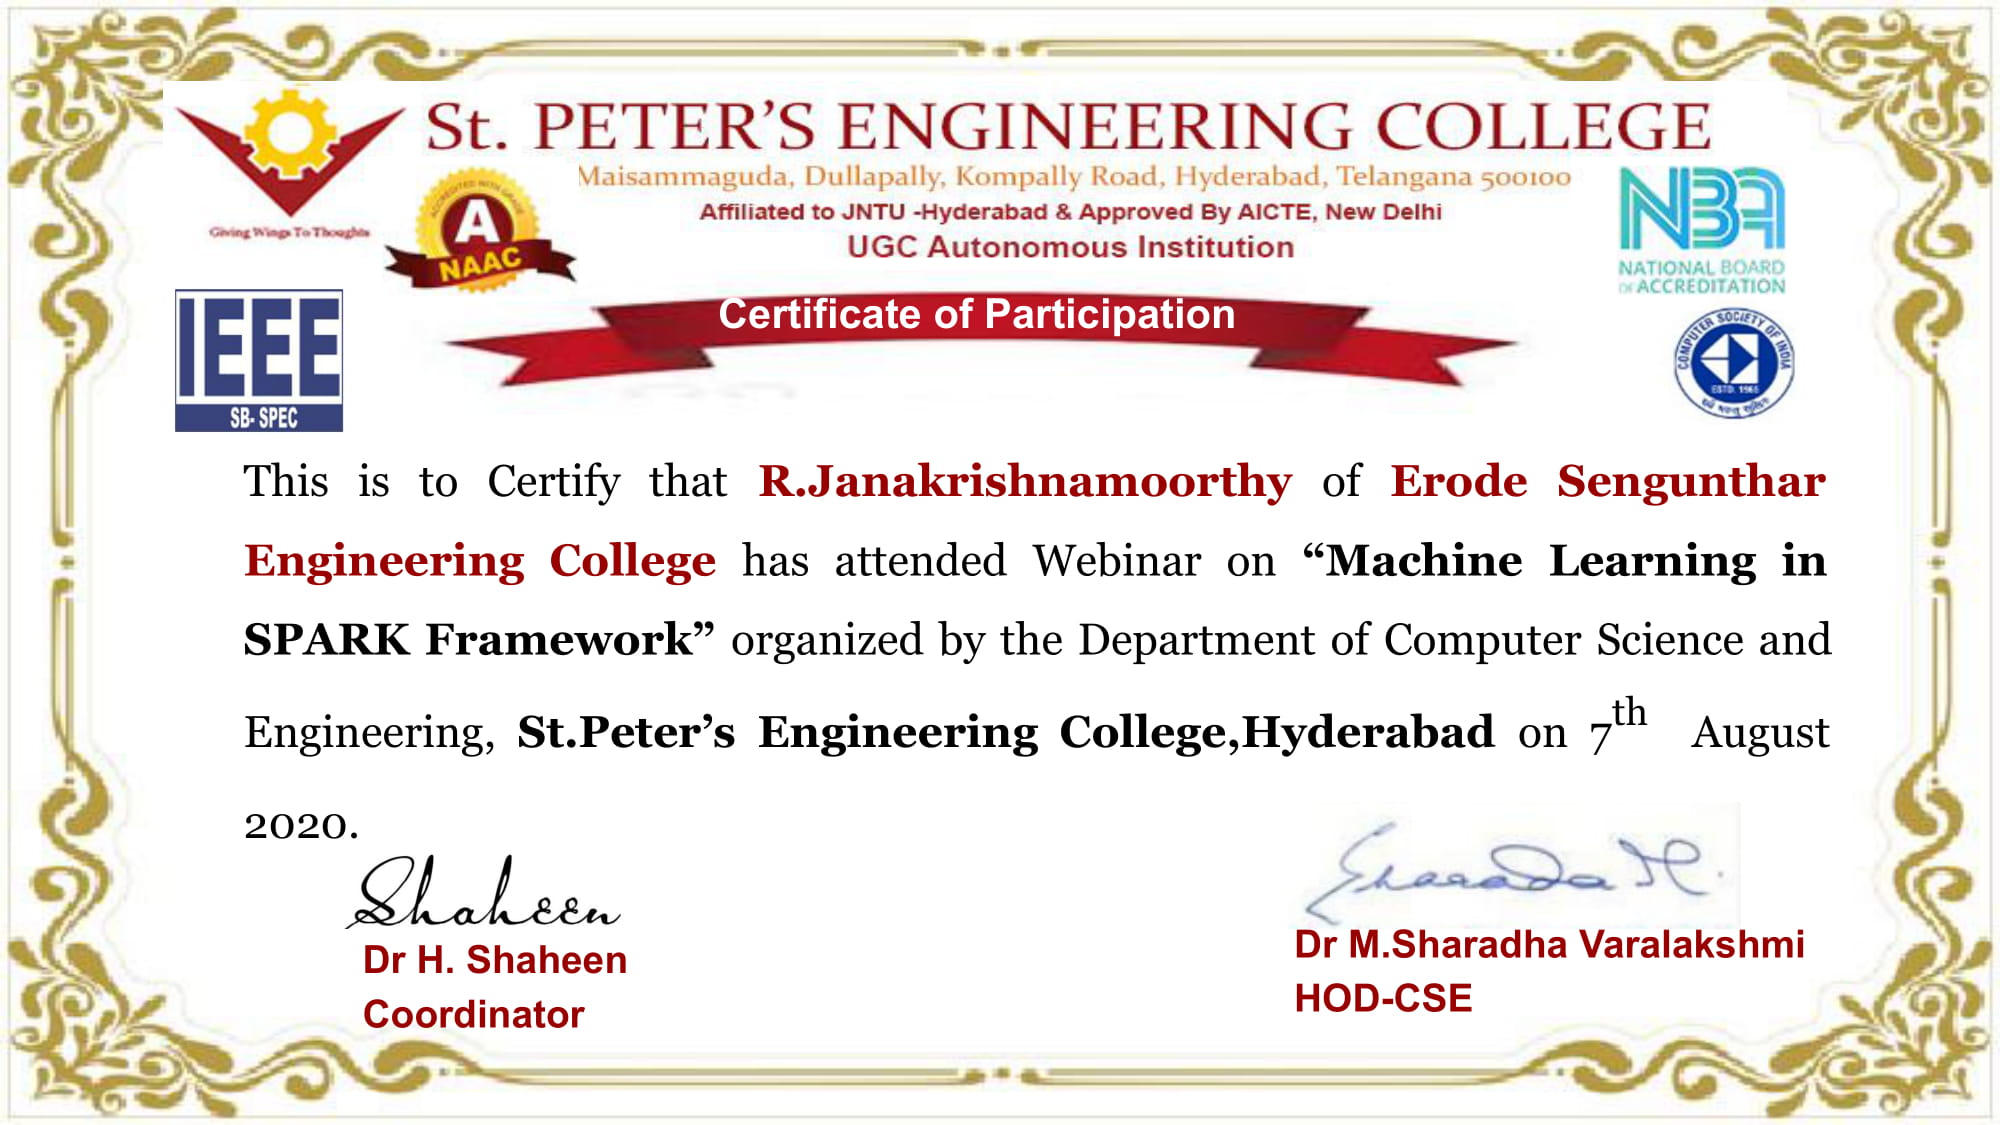 St. PETER’S ENGINEERING COLLEGE
Maisammaguda, Dullapally, Kompally Road, Hyderabad, Telangana 500100
Affiliated to JNTU -Hyderabad & Approved By AICTE, New Delhi
UGC Autonomous Institution
Giving Wings To Thoughts
ACCREDITED WITH GRADE
A
NAAC
NBA
NATIONAL BOARD
OF ACCREDITATION
Certificate of Participation
IEEE
SB- SPEC
COMPUTER SOCIETY OF INDIA
ESTD. 1965
This is to Certify that R.Janakrishnamoorthy of Erode Sengunthar
Engineering College has attended Webinar on “Machine Learning in
SPARK Framework” organized by the Department of Computer Science and
Engineering, St.Peter’s Engineering College,Hyderabad on 7th August
2020.
Shaheen
Sharada M.
Dr H. Shaheen
Coordinator
Dr M.Sharadha Varalakshmi
HOD-CSE